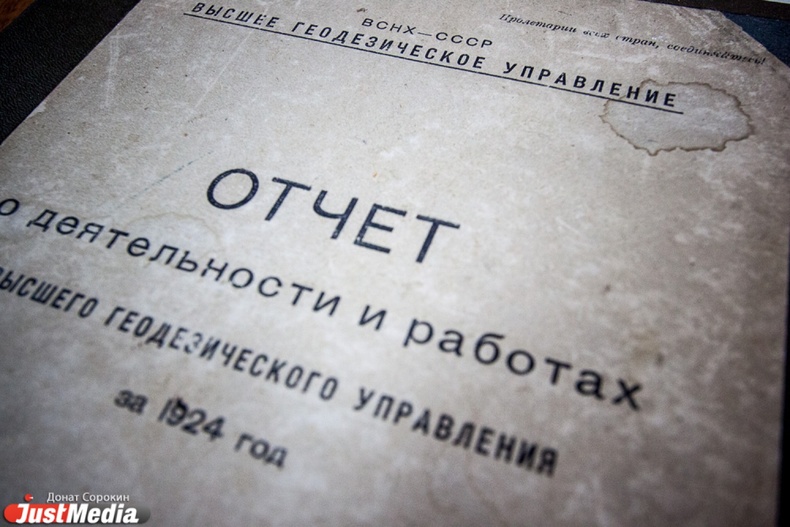 Пролетарии всех стран, соединяйтесь!
ВСНХ—СССР
ВЫСШЕЕ ГЕОДЕЗИЧЕСКОЕ УПРАВЛЕНИЕ
ОТЧЕТ
о деятельности и работах
ВЫСШЕГО ГЕОДЕЗИЧЕСКОГО УПРАВЛЕНИЯ
за 1924 год
Донат Сорокин
JustMedia